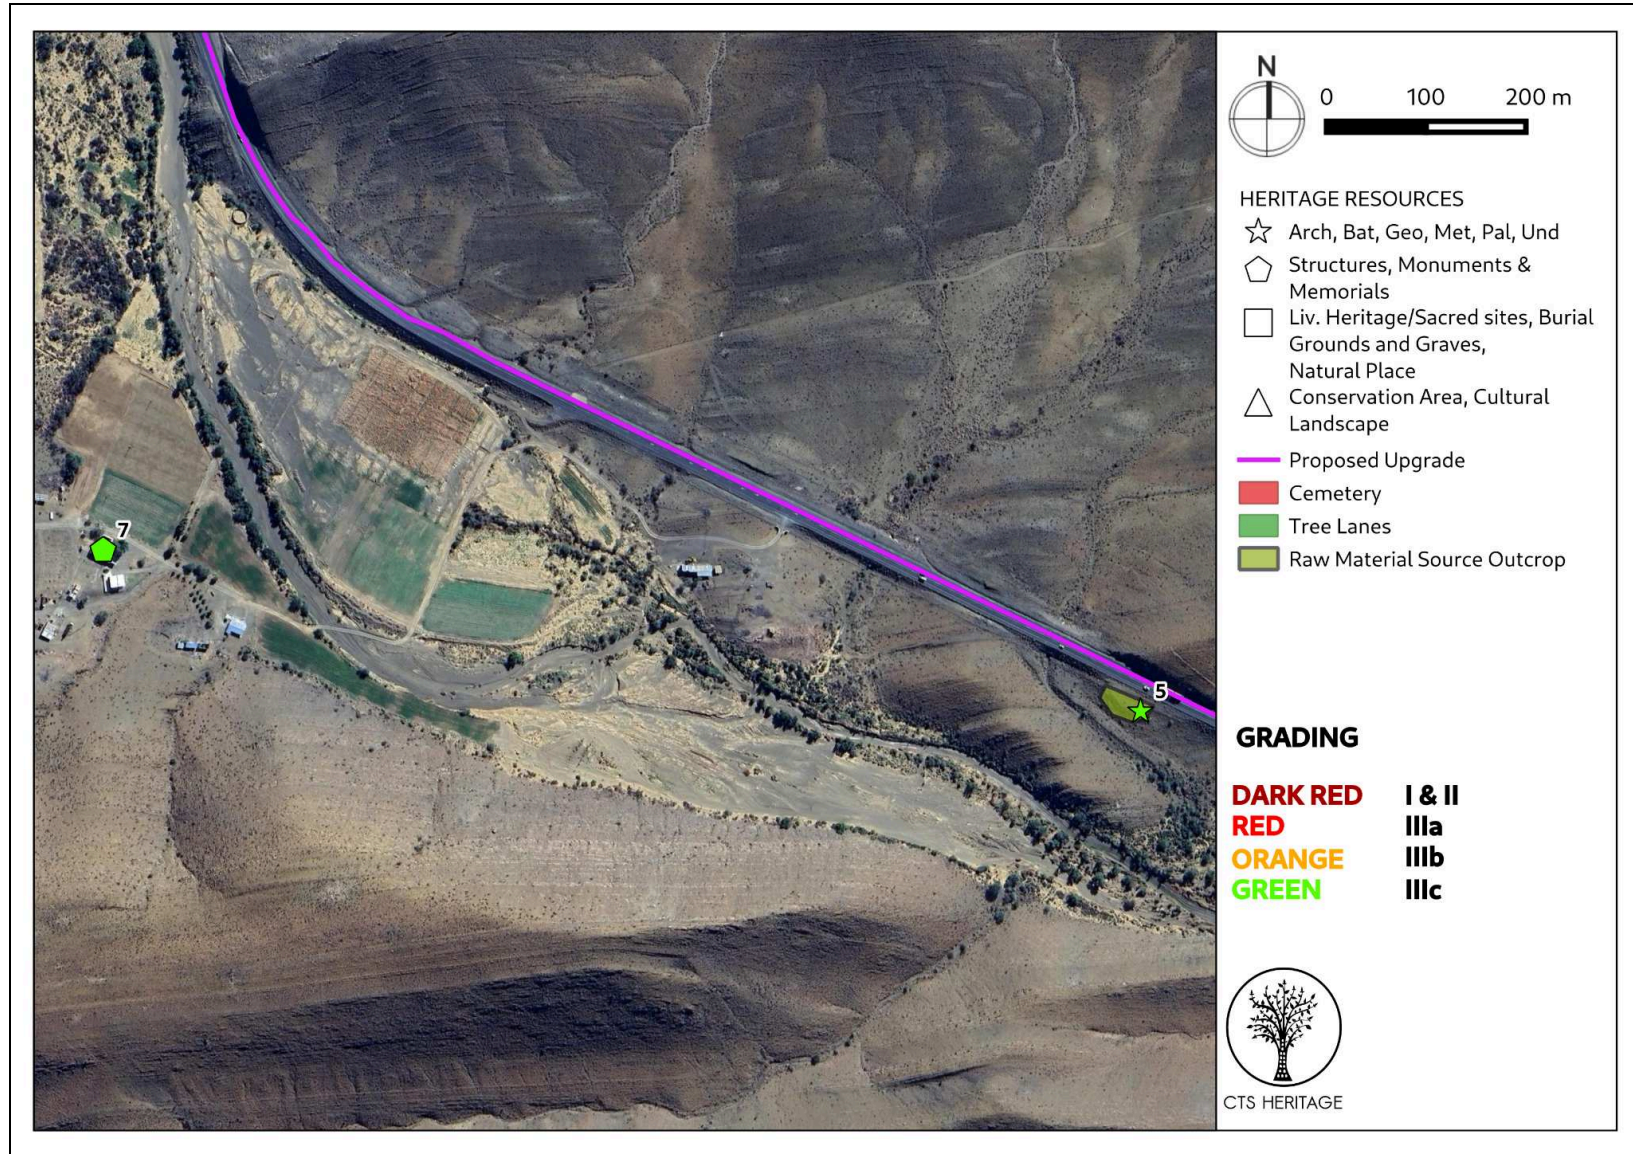 7
5
N
0 100 200 m
HERITAGE RESOURCES
Arch, Bat, Geo, Met, Pal, Und
Structures, Monuments &
Memorials
Liv. Heritage/Sacred sites, Burial
Grounds and Graves,
Natural Place
Conservation Area, Cultural
Landscape
Proposed Upgrade
Cemetery
Tree Lanes
Raw Material Source Outcrop
GRADING
DARK RED I & II
RED IIIa
ORANGE IIIb
GREEN IIIc
CTS HERITAGE